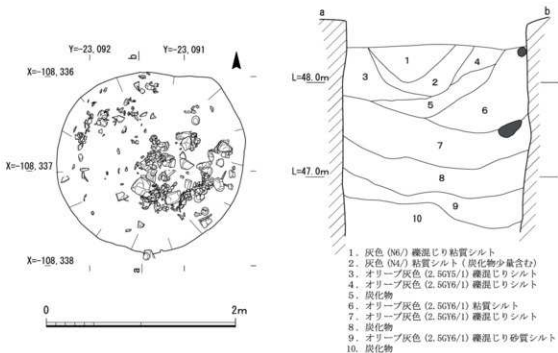 Y=-23,092 Y=-23,091
b
X=-108,336
X=-108,337
X=-108,338
a
0 2m
a b
L=48.0m
L=47.0m
1
2
3
4
5
6
7
8
9
10
1. 灰色 (N6/) 礫混じり粘質シルト
2. 灰色 (N4/) 粘質シルト (炭化物少量含む)
3. オリーブ灰色 (2.5GY5/1) 礫混じりシルト
4. オリーブ灰色 (2.5GY6/1) 礫混じりシルト
5. 炭化物
6. オリーブ灰色 (2.5GY6/1) 粘質シルト
7. オリーブ灰色 (2.5GY6/1) 礫混じりシルト
8. 炭化物
9. オリーブ灰色 (2.5GY6/1) 礫混じり砂質シルト
10. 炭化物